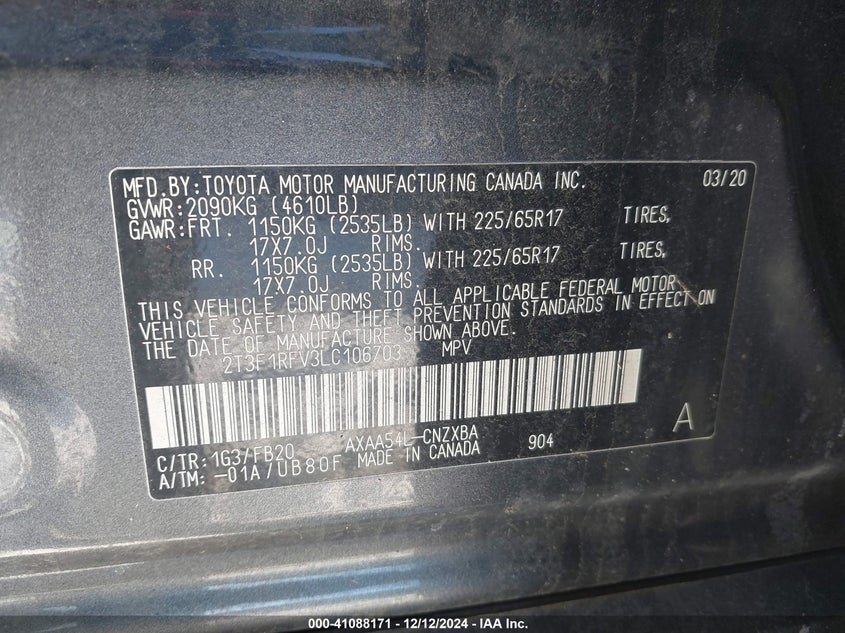 MFD.BY:TOYOTA MOTOR MANUFACTURING CANADA INC. 03/20
GVWR:2090KG (4610LB)
GAWR:FRT. 1150KG (2535LB) WITH 225/65R17 TIRES,
17X7.0J RIMS.
RR. 1150KG (2535LB) WITH 225/65R17 TIRES,
17X7.0J RIMS.
THIS VEHICLE CONFORMS TO ALL APPLICABLE FEDERAL MOTOR
VEHICLE SAFETY AND THEFT PREVENTION STANDARDS IN EFFECT ON
THE DATE OF MANUFACTURE SHOWN ABOVE.
2T3F1RFV3LC106703 MPV
A
C/TR:1G3/FB20 AXAA54L-CNZXBA 904
A/TM:-01A/UB80F MADE IN CANADA
000-41088171 - 12/12/2024 - IAA Inc.